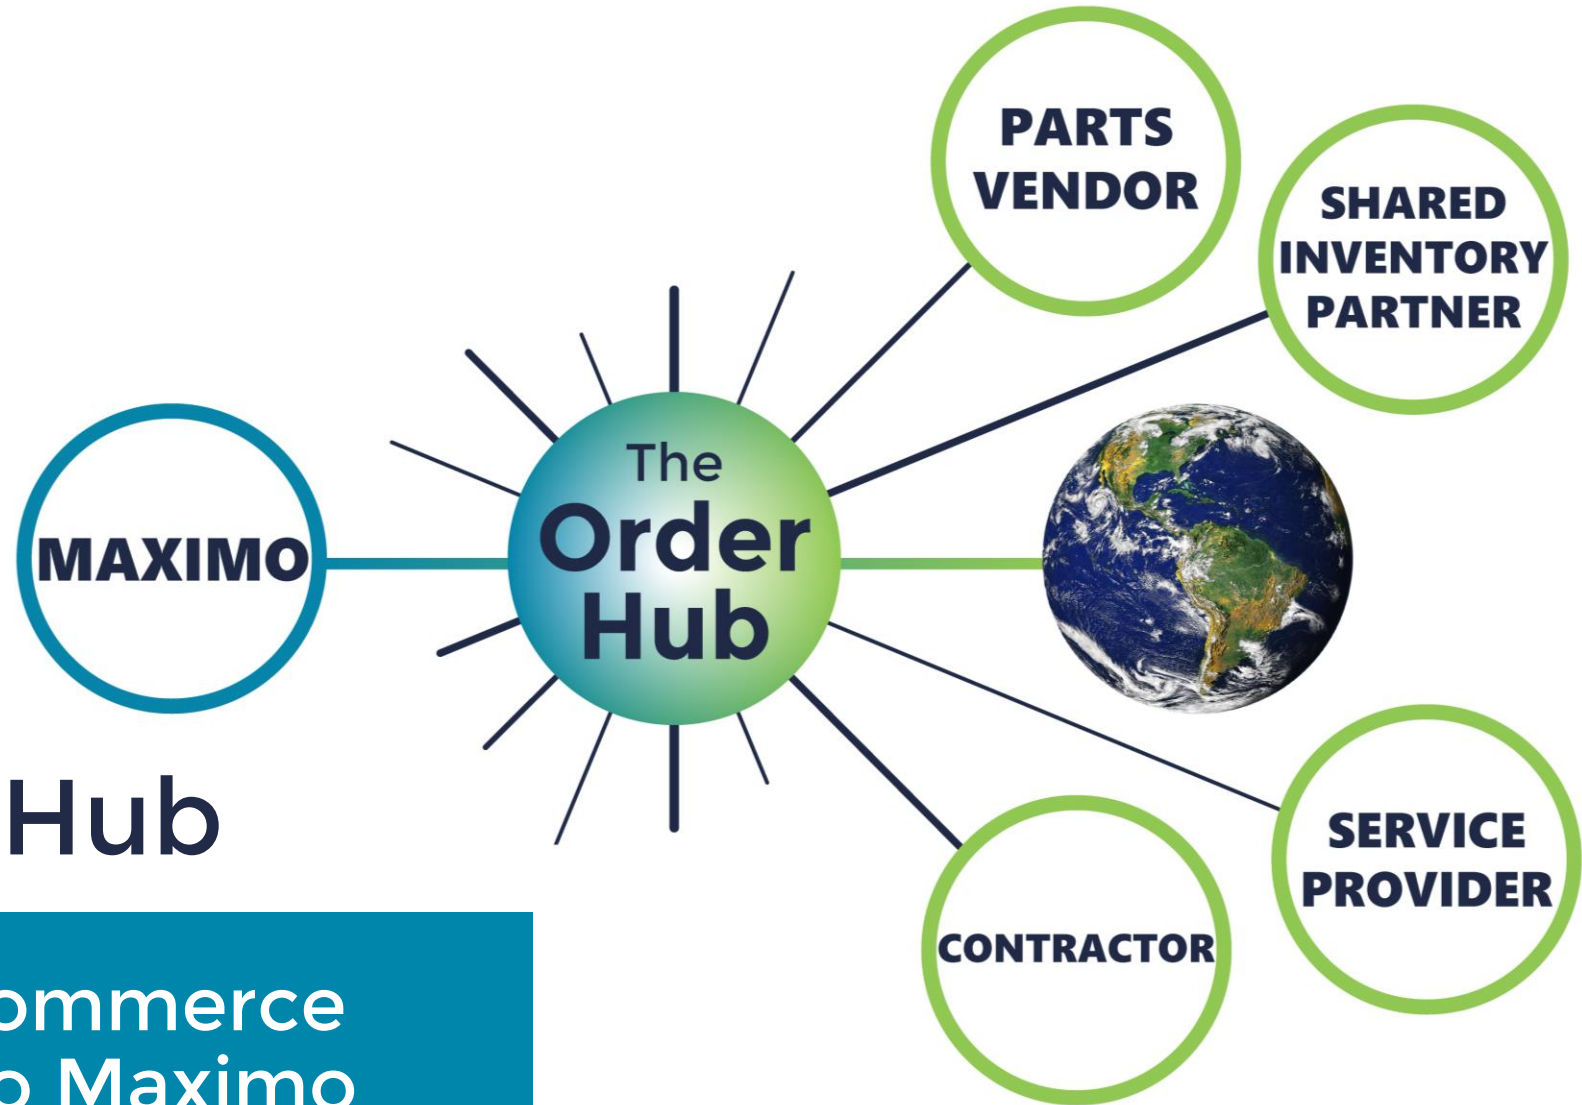 PARTS
VENDOR
SHARED
INVENTORY
PARTNER
The
Order
Hub
MAXIMO
Hub
SERVICE
PROVIDER
CONTRACTOR
ommerce
o Maximo